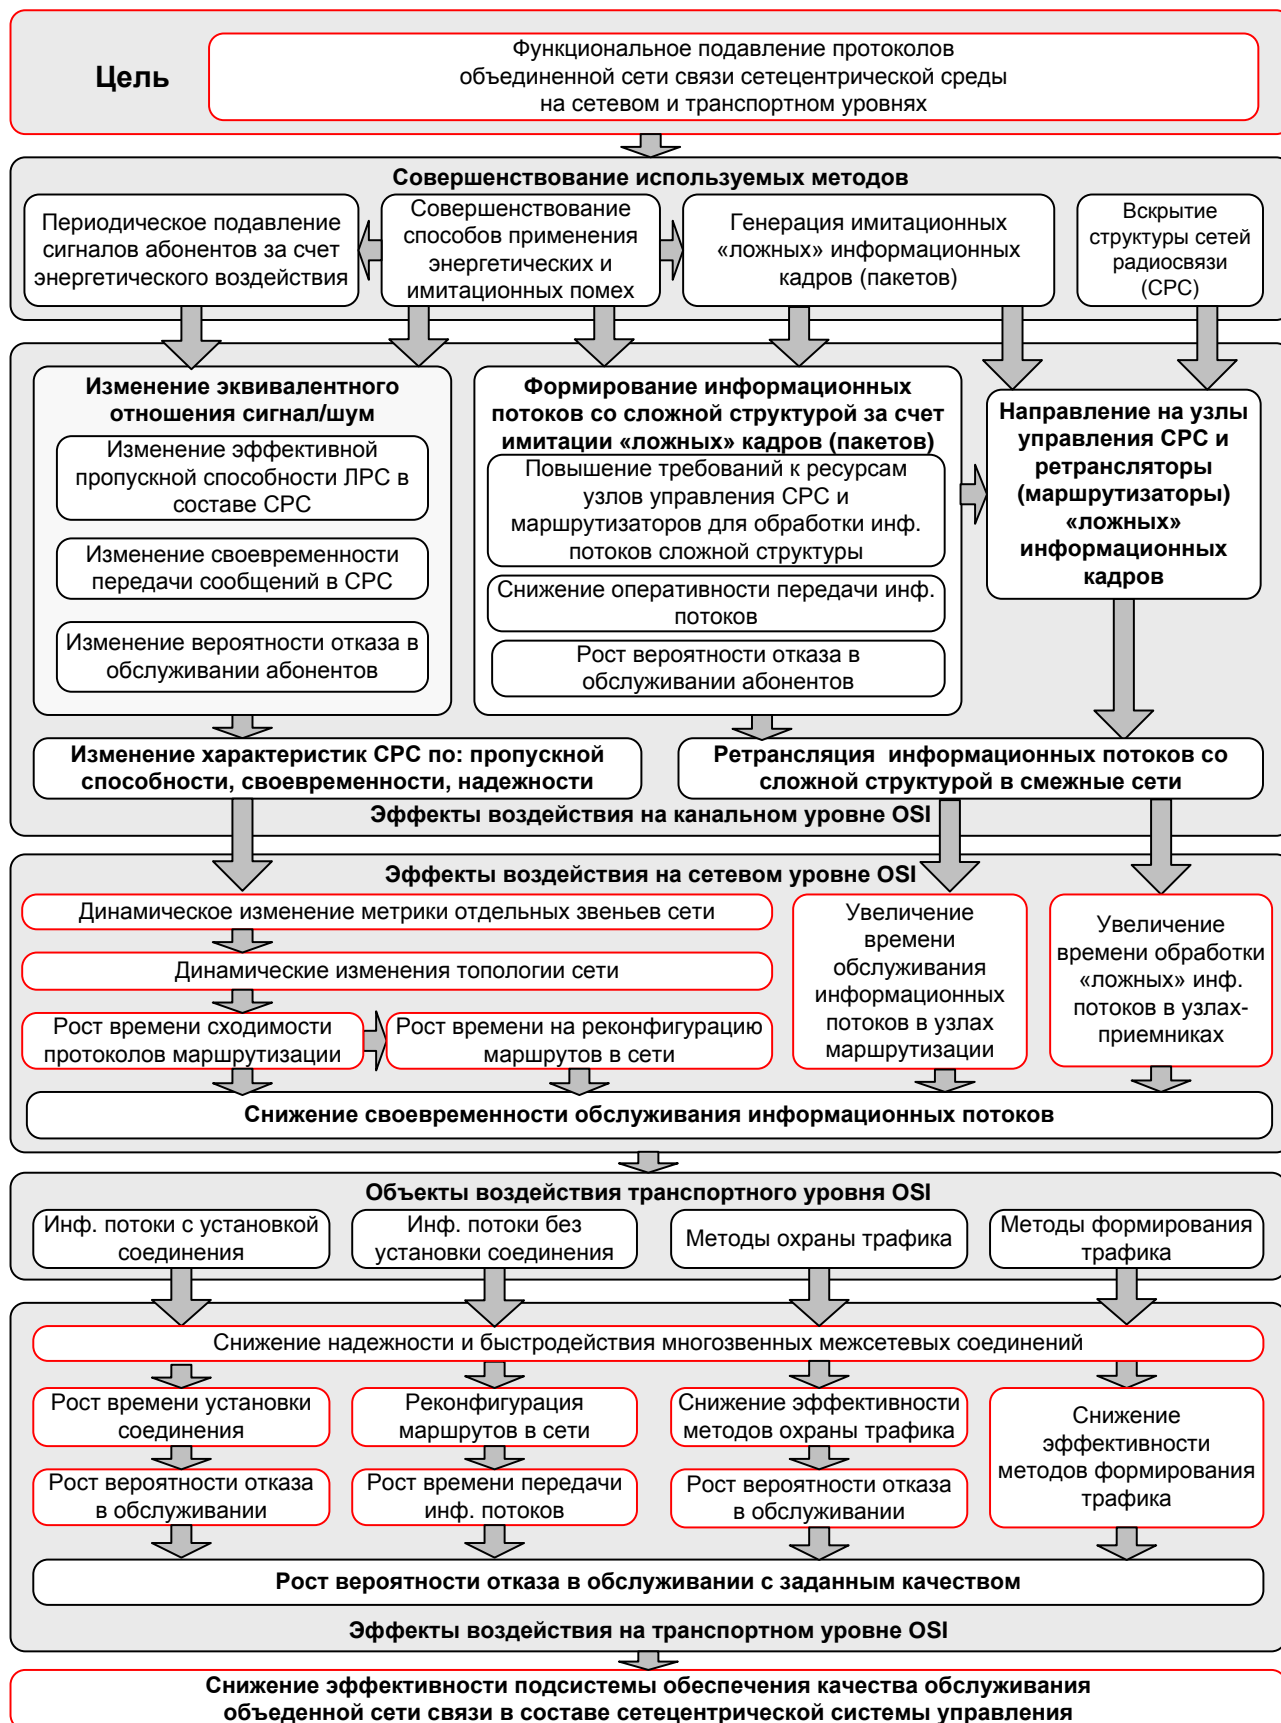 Цель
Функциональное подавление протоколов
объединенной сети связи сетецентрической среды
на сетевом и транспортном уровнях
Совершенствование используемых методов
Периодическое подавление
сигналов абонентов за счет
энергетического воздействия
Совершенствование
способов применения
энергетических и
имитационных помех
Генерация имитационных
«ложных» информационных
кадров (пакетов)
Вскрытие
структуры сетей
радиосвязи
(СРС)
Изменение эквивалентного
отношения сигнал/шум
Изменение эффективной
пропускной способности ЛРС в
составе СРС
Изменение своевременности
передачи сообщений в СРС
Изменение вероятности отказа в
обслуживании абонентов
Формирование информационных
потоков со сложной структурой за счет
имитации «ложных» кадров (пакетов)
Повышение требований к ресурсам
узлов управления СРС и
маршрутизаторов для обработки инф.
потоков сложной структуры
Снижение оперативности передачи инф.
потоков
Рост вероятности отказа в
обслуживании абонентов
Направление на узлы
управления СРС и
ретрансляторы
(маршрутизаторы)
«ложных»
информационных
кадров
Изменение характеристик СРС по: пропускной
способности, своевременности, надежности
Ретрансляция информационных потоков со
сложной структурой в смежные сети
Эффекты воздействия на канальном уровне OSI
Эффекты воздействия на сетевом уровне OSI
Динамическое изменение метрики отдельных звеньев сети
Динамические изменения топологии сети
Рост времени сходимости
протоколов маршрутизации
Рост времени на реконфигурацию
маршрутов в сети
Увеличение
времени
обслуживания
информационных
потоков в узлах
маршрутизации
Увеличение
времени обработки
«ложных» инф.
потоков в узлах-
приемниках
Снижение своевременности обслуживания информационных потоков
Объекты воздействия транспортного уровня OSI
Инф. потоки с установкой
соединения
Инф. потоки без
установки соединения
Методы охраны трафика
Методы формирования
трафика
Снижение надежности и быстродействия многозвенных межсетевых соединений
Рост времени установки
соединения
Реконфигурация
маршрутов в сети
Снижение эффективности
методов охраны трафика
Снижение
эффективности
методов формирования
трафика
Рост вероятности отказа
в обслуживании
Рост времени передачи
инф. потоков
Рост вероятности отказа
в обслуживании
Рост вероятности отказа в обслуживании с заданным качеством
Эффекты воздействия на транспортном уровне OSI
Снижение эффективности подсистемы обеспечения качества обслуживания
объеденной сети связи в составе сетецентрической системы управления